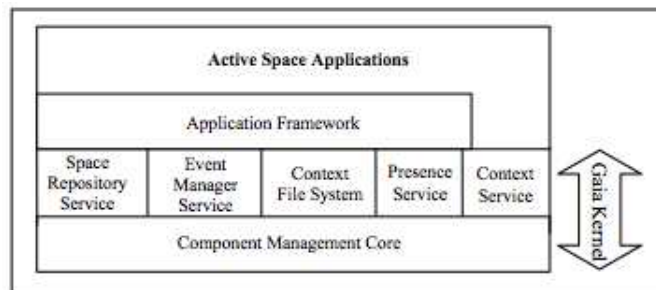 Active Space Applications
Application Framework
Space
Repository
Service
Event
Manager
Service
Context
File System
Presence
Service
Context
Service
Component Management Core
Gaia Kernel